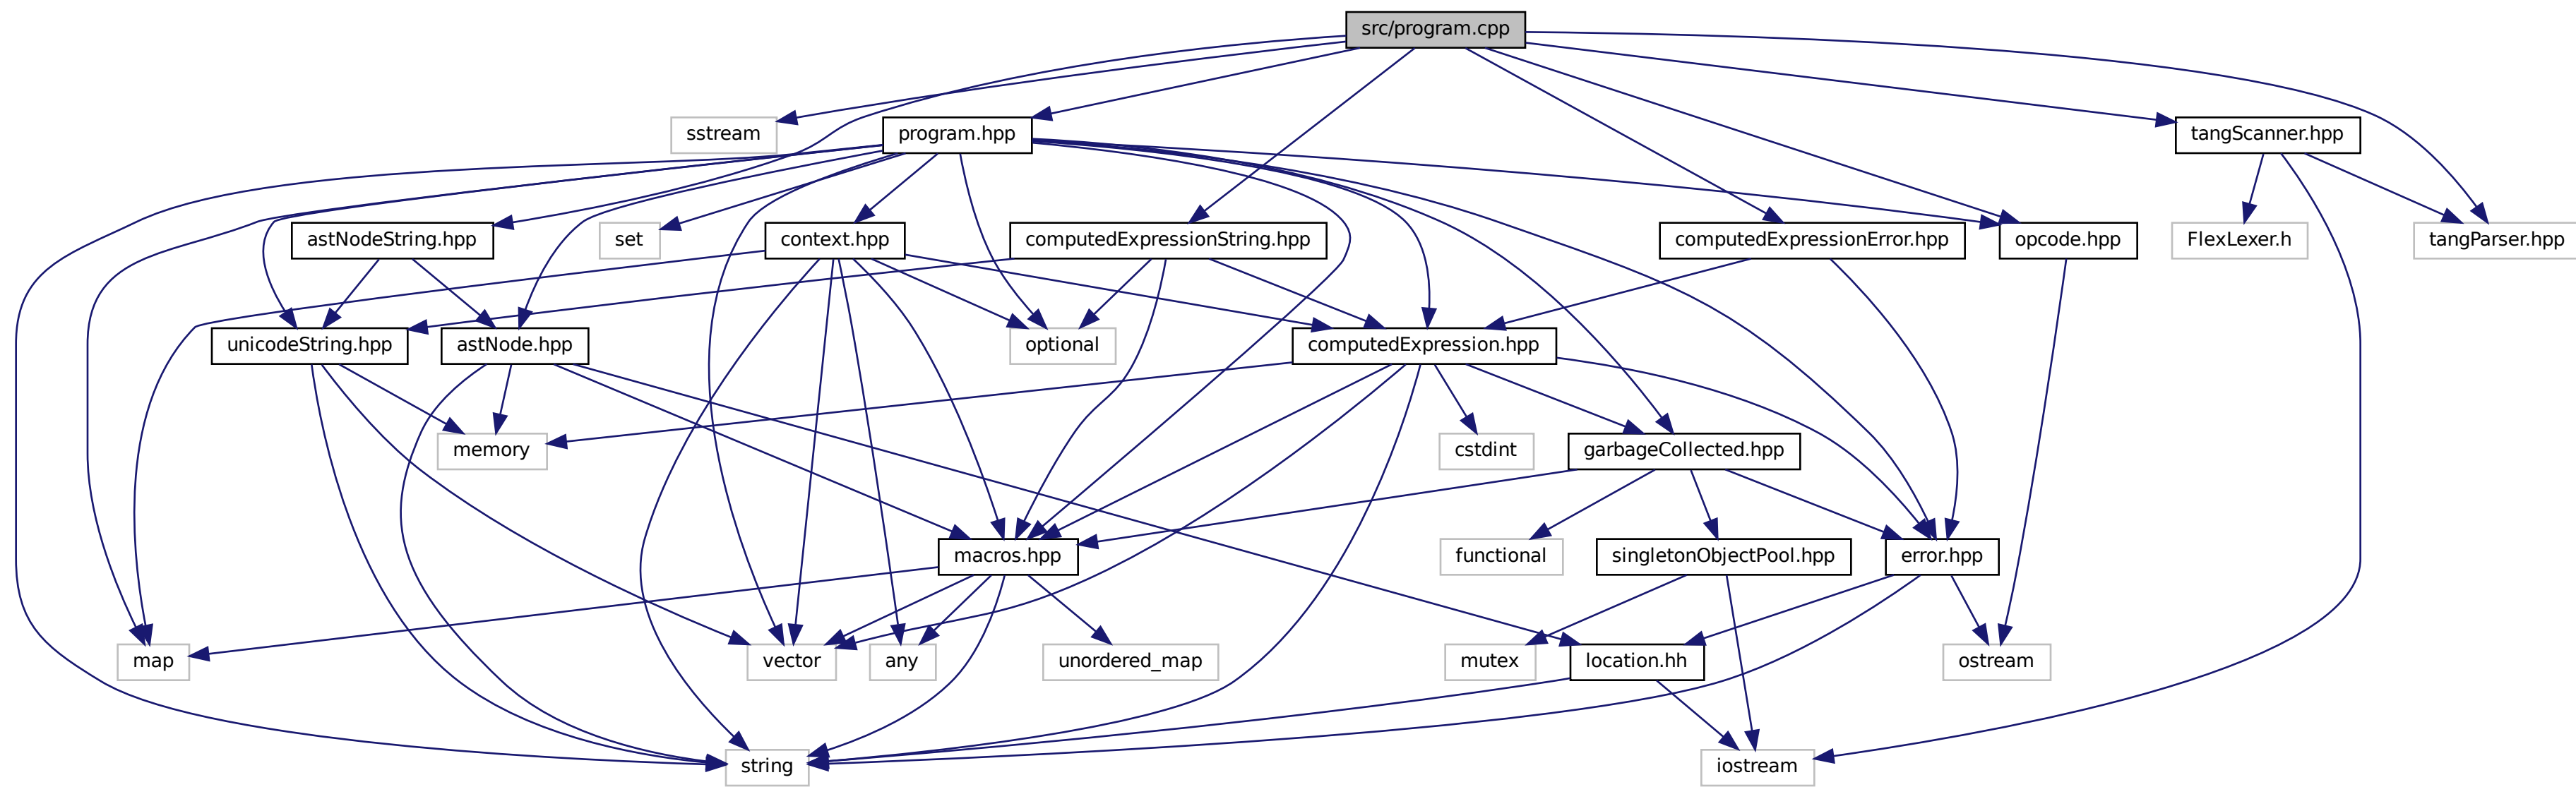 src/program.cpp
sstream
program.hpp
tangScanner.hpp
astNodeString.hpp
set
context.hpp
computedExpressionString.hpp
computedExpressionError.hpp
opcode.hpp
FlexLexer.h
tangParser.hpp
unicodeString.hpp
astNode.hpp
optional
computedExpression.hpp
memory
cstdint
garbageCollected.hpp
macros.hpp
functional
singletonObjectPool.hpp
error.hpp
map
vector
any
unordered_map
mutex
location.hh
ostream
string
iostream